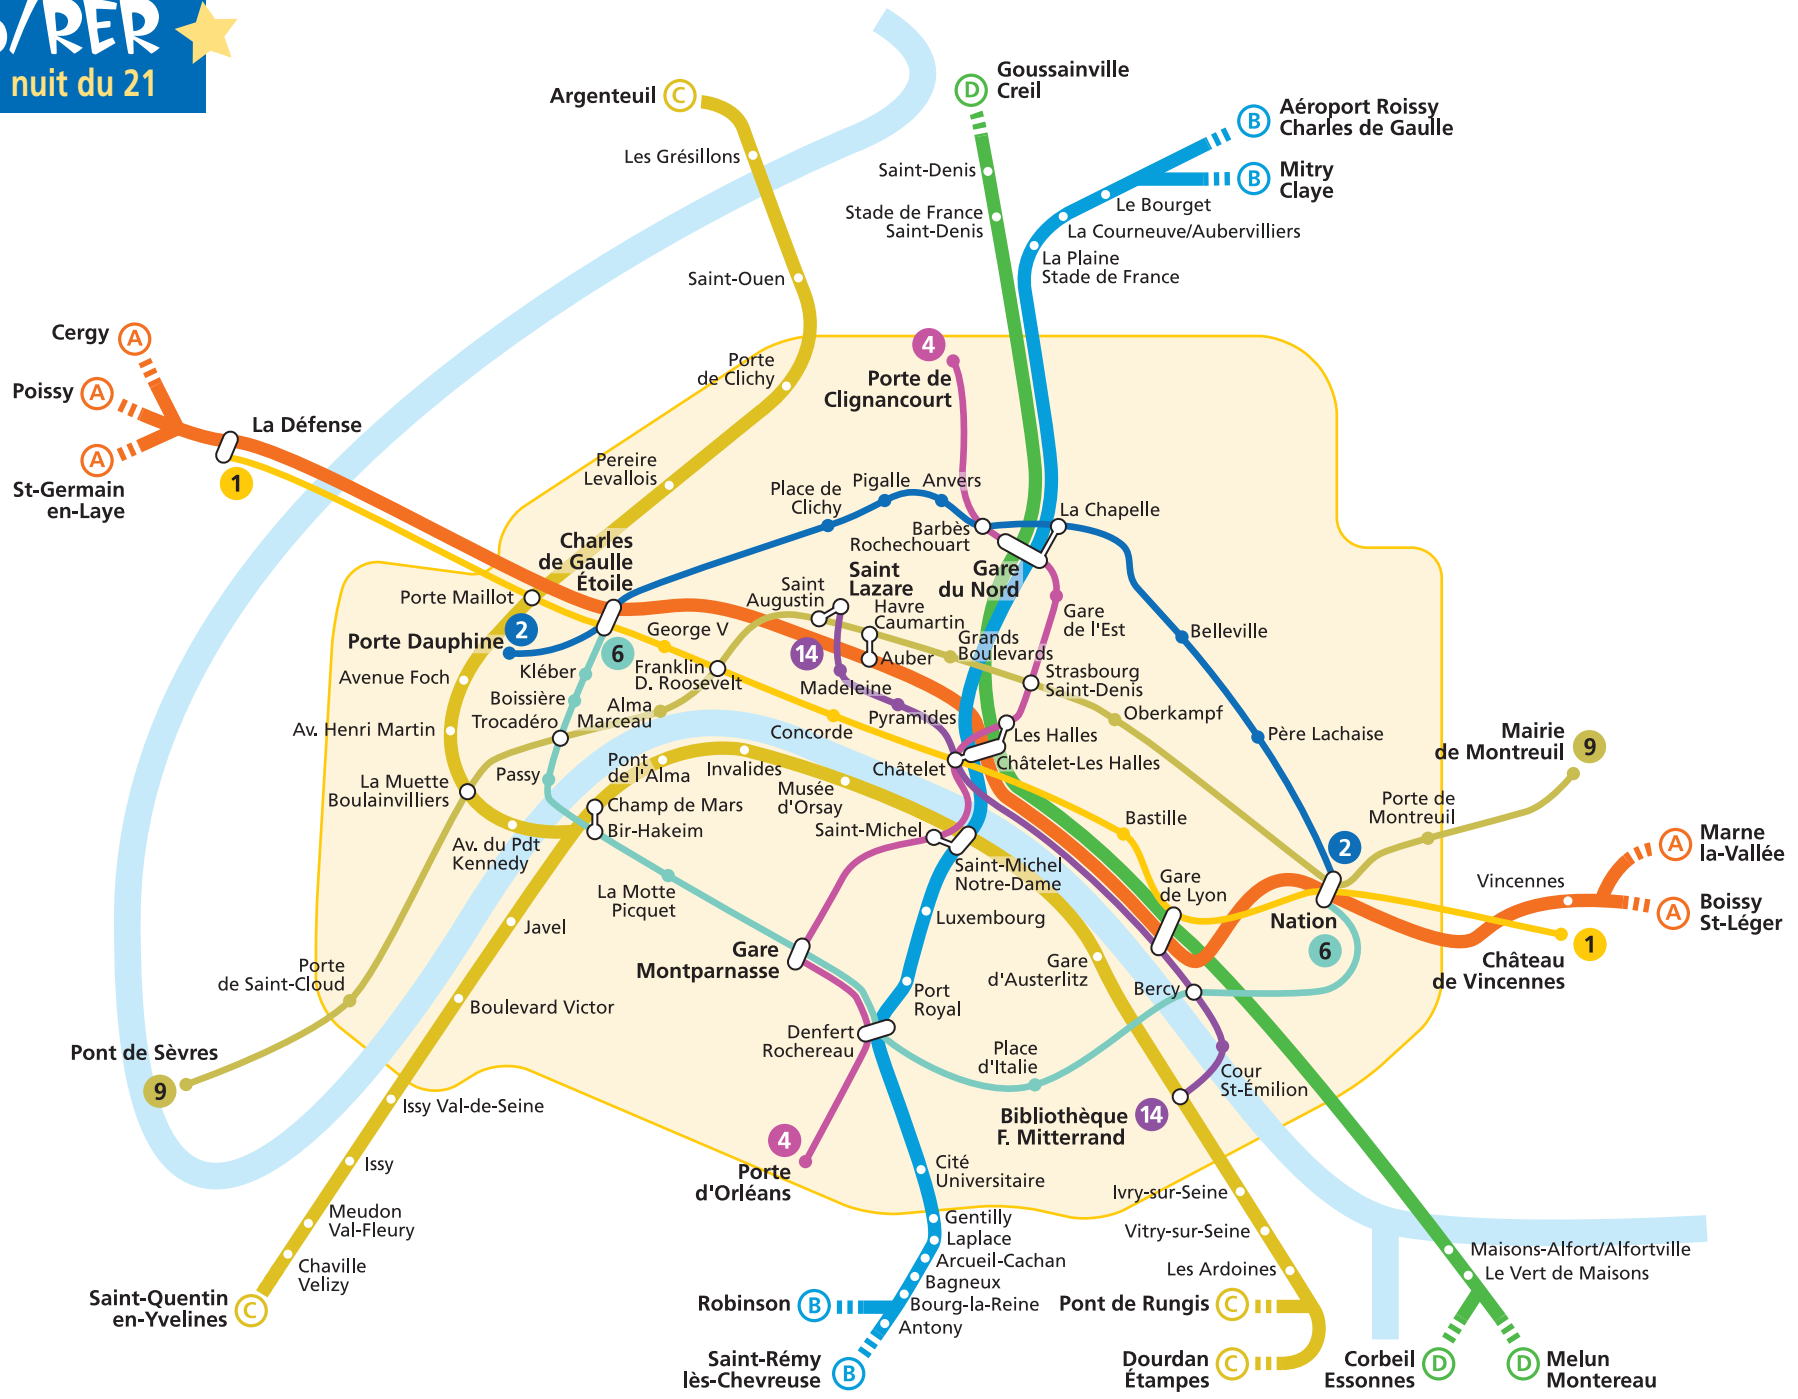 /RER
nuit du 21
Argenteuil
C
Les Grésillons
Saint-Ouen
Porte
de Clichy
Pereire
Levallois
D
Goussainville
Creil
Saint-Denis
Stade de France
Saint-Denis
B
Aéroport Roissy
Charles de Gaulle
B
Mitry
Claye
Le Bourget
La Courneuve/Aubervilliers
La Plaine
Stade de France
Cergy
A
Poissy
A
A
St-Germain
en-Laye
La Défense
1
4
Porte de
Clignancourt
Place de
Clichy
Pigalle
Anvers
Barbès
Rochechouart
La Chapelle
Gare
du Nord
Charles
de Gaulle
Étoile
Porte Maillot
Porte Dauphine
2
6
Saint
Augustin
Saint
Lazare
Havre
Caumartin
Auber
14
Grands
Boulevards
Gare
de l'Est
Belleville
George V
Kléber
Franklin
D. Roosevelt
Avenue Foch
Boissière
Trocadéro
Alma
Marceau
Madeleine
Pyramides
Strasbourg
Saint-Denis
Oberkampf
Père Lachaise
Av. Henri Martin
Concorde
Les Halles
Châtelet
Châtelet-Les Halles
Mairie
de Montreuil
9
La Muette
Boulainvilliers
Passy
Pont
de l'Alma
Invalides
Musée
d'Orsay
Champ de Mars
Bir-Hakeim
Saint-Michel
Bastille
Porte de
Montreuil
Av. du Pdt
Kennedy
Saint-Michel
Notre-Dame
2
Marne
la-Vallée
A
Vincennes
Boissy
St-Léger
A
La Motte
Picquet
Gare
de Lyon
Nation
6
1
Château
de Vincennes
Javel
Luxembourg
Gare
Montparnasse
Gare
d'Austerlitz
Bercy
Porte
de Saint-Cloud
Boulevard Victor
Port
Royal
Denfert
Rochereau
Place
d'Italie
Pont de Sèvres
9
Cour
St-Émilion
Issy Val-de-Seine
Bibliothèque
F. Mitterrand
14
4
Porte
d'Orléans
Issy
Cité
Universitaire
Ivry-sur-Seine
Meudon
Val-Fleury
Gentilly
Laplace
Vitry-sur-Seine
Chaville
Velizy
Arcueil-Cachan
Les Ardoines
Maisons-Alfort/Alfortville
Le Vert de Maisons
Bagneux
Saint-Quentin
en-Yvelines
C
Robinson
B
Bourg-la-Reine
Antony
Pont de Rungis
C
Saint-Rémy
lès-Chevreuse
B
Dourdan
Étampes
C
Corbeil
Essonnes
D
D
Melun
Montereau